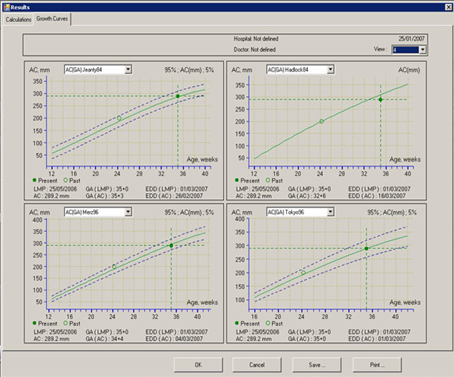 Results
Calculations Growth Curves
Hospital: Not defined 25/01/2007
Doctor: Not defined View: 4
AC, mm AC(GA) Jeanty84 95% ; AC(mm) ; 5%
350
300
250
200
150
100
50
12 16 20 24 28 32 36 40
Age, weeks
Present Past
LMP : 25/05/2006 GA (LMP) : 35+0 EDD (LMP) : 01/03/2007
AC : 289.2 mm GA (AC) : 35+3 EDD (AC) : 26/02/2007
AC, mm AC(GA) Hadlock84 AC(mm)
350
300
250
200
150
100
50
12 16 20 24 28 32 36 40
Age, weeks
Present Past
LMP : 25/05/2006 GA (LMP) : 35+0 EDD (LMP) : 01/03/2007
AC : 289.2 mm GA (AC) : 32+6 EDD (AC) : 16/03/2007
AC, mm AC(GA) Merz96 95% ; AC(mm) ; 5%
400
350
300
250
200
150
100
50
12 16 20 24 28 32 36 40
Age, weeks
Present Past
LMP : 25/05/2006 GA (LMP) : 35+0 EDD (LMP) : 01/03/2007
AC : 289.2 mm GA (AC) : 34+4 EDD (AC) : 04/03/2007
AC, mm AC(GA) Tokyo96 95% ; AC(mm) ; 5%
400
350
300
250
200
150
100
16 20 24 28 32 36 40
Age, weeks
Present Past
LMP : 25/05/2006 GA (LMP) : 35+0 EDD (LMP) : 01/03/2007
AC : 289.2 mm GA (AC) : 35+0 EDD (AC) : 01/03/2007
OK Cancel Save ... Print ...